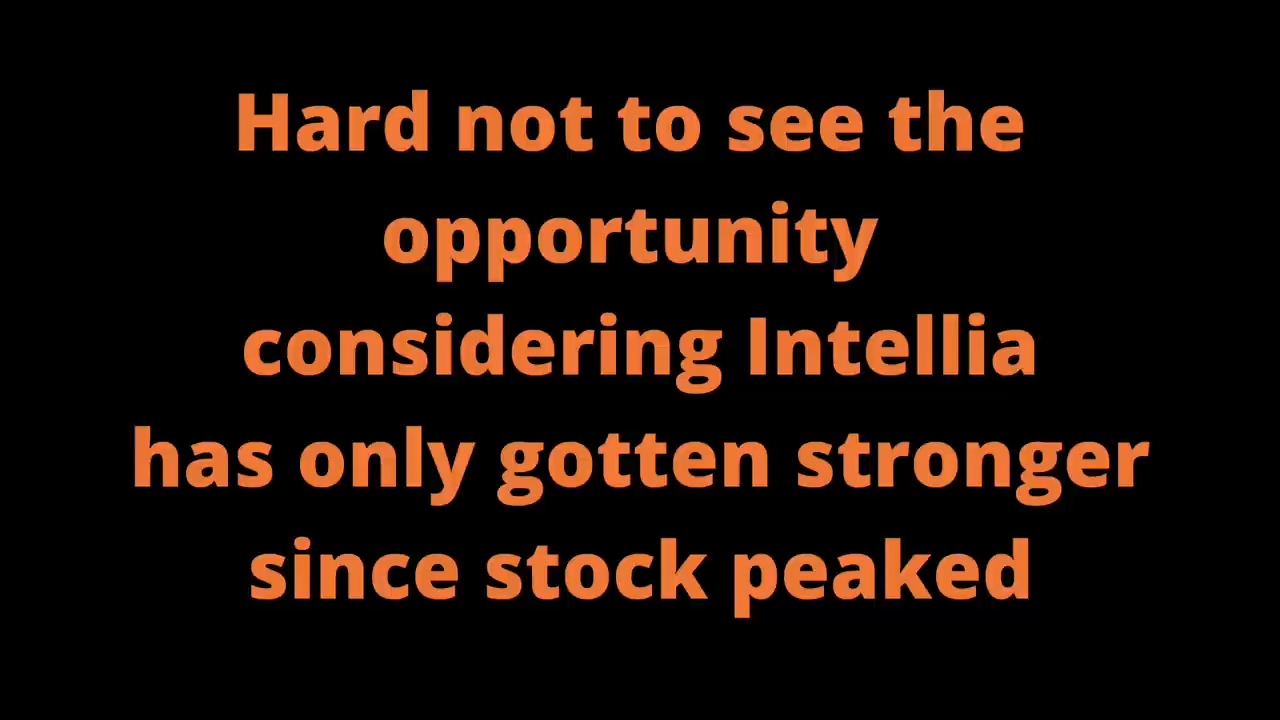 Hard not to see the
opportunity
considering Intellia
has only gotten stronger
since stock peaked